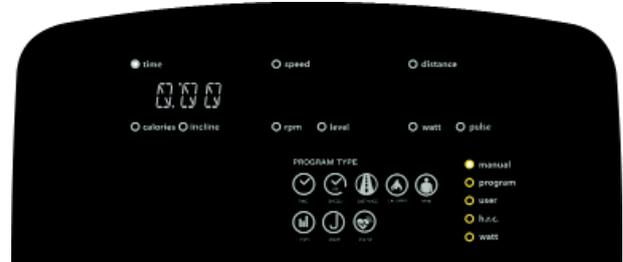 time speed distance
0:00
calories incline rpm level watt pulse
PROGRAM TYPE
manual
program
user
h.r.c.
watt